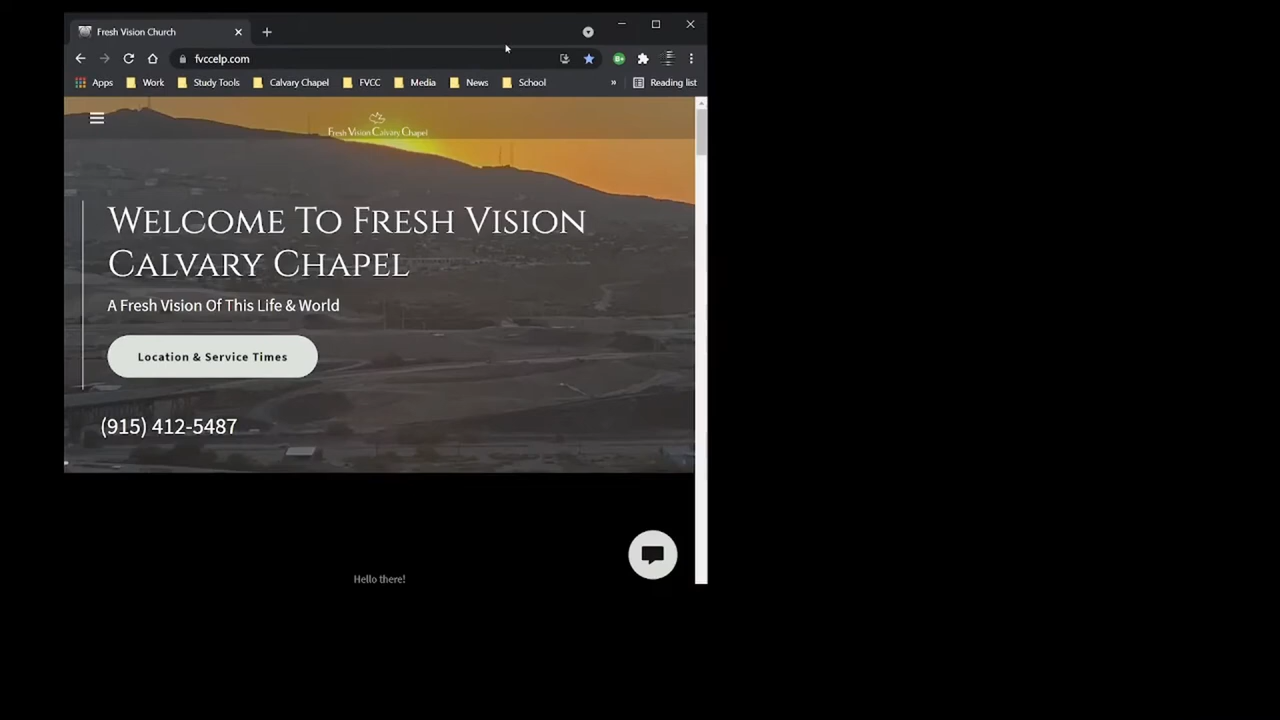 Fresh Vision Church
fvccelp.com
Apps Work Study Tools Calvary Chapel FVCC Media News School » Reading list
Fresh Vision Calvary Chapel
Welcome To Fresh Vision
Calvary Chapel
A Fresh Vision Of This Life & World
Location & Service Times
(915) 412-5487
Hello there!